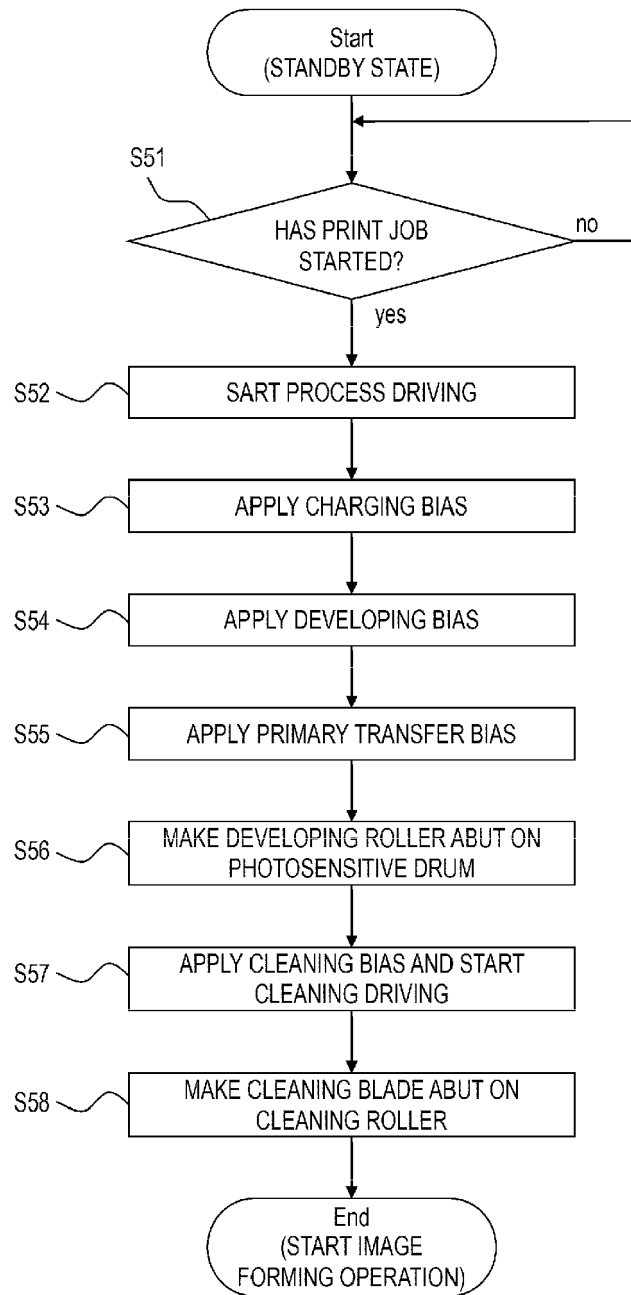 Start
(STANDBY STATE)
S51
HAS PRINT JOB
STARTED?
no
yes
S52
SART PROCESS DRIVING
S53
APPLY CHARGING BIAS
S54
APPLY DEVELOPING BIAS
S55
APPLY PRIMARY TRANSFER BIAS
S56
MAKE DEVELOPING ROLLER ABUT ON
PHOTOSENSITIVE DRUM
S57
APPLY CLEANING BIAS AND START
CLEANING DRIVING
S58
MAKE CLEANING BLADE ABUT ON
CLEANING ROLLER
End
(START IMAGE
FORMING OPERATION)